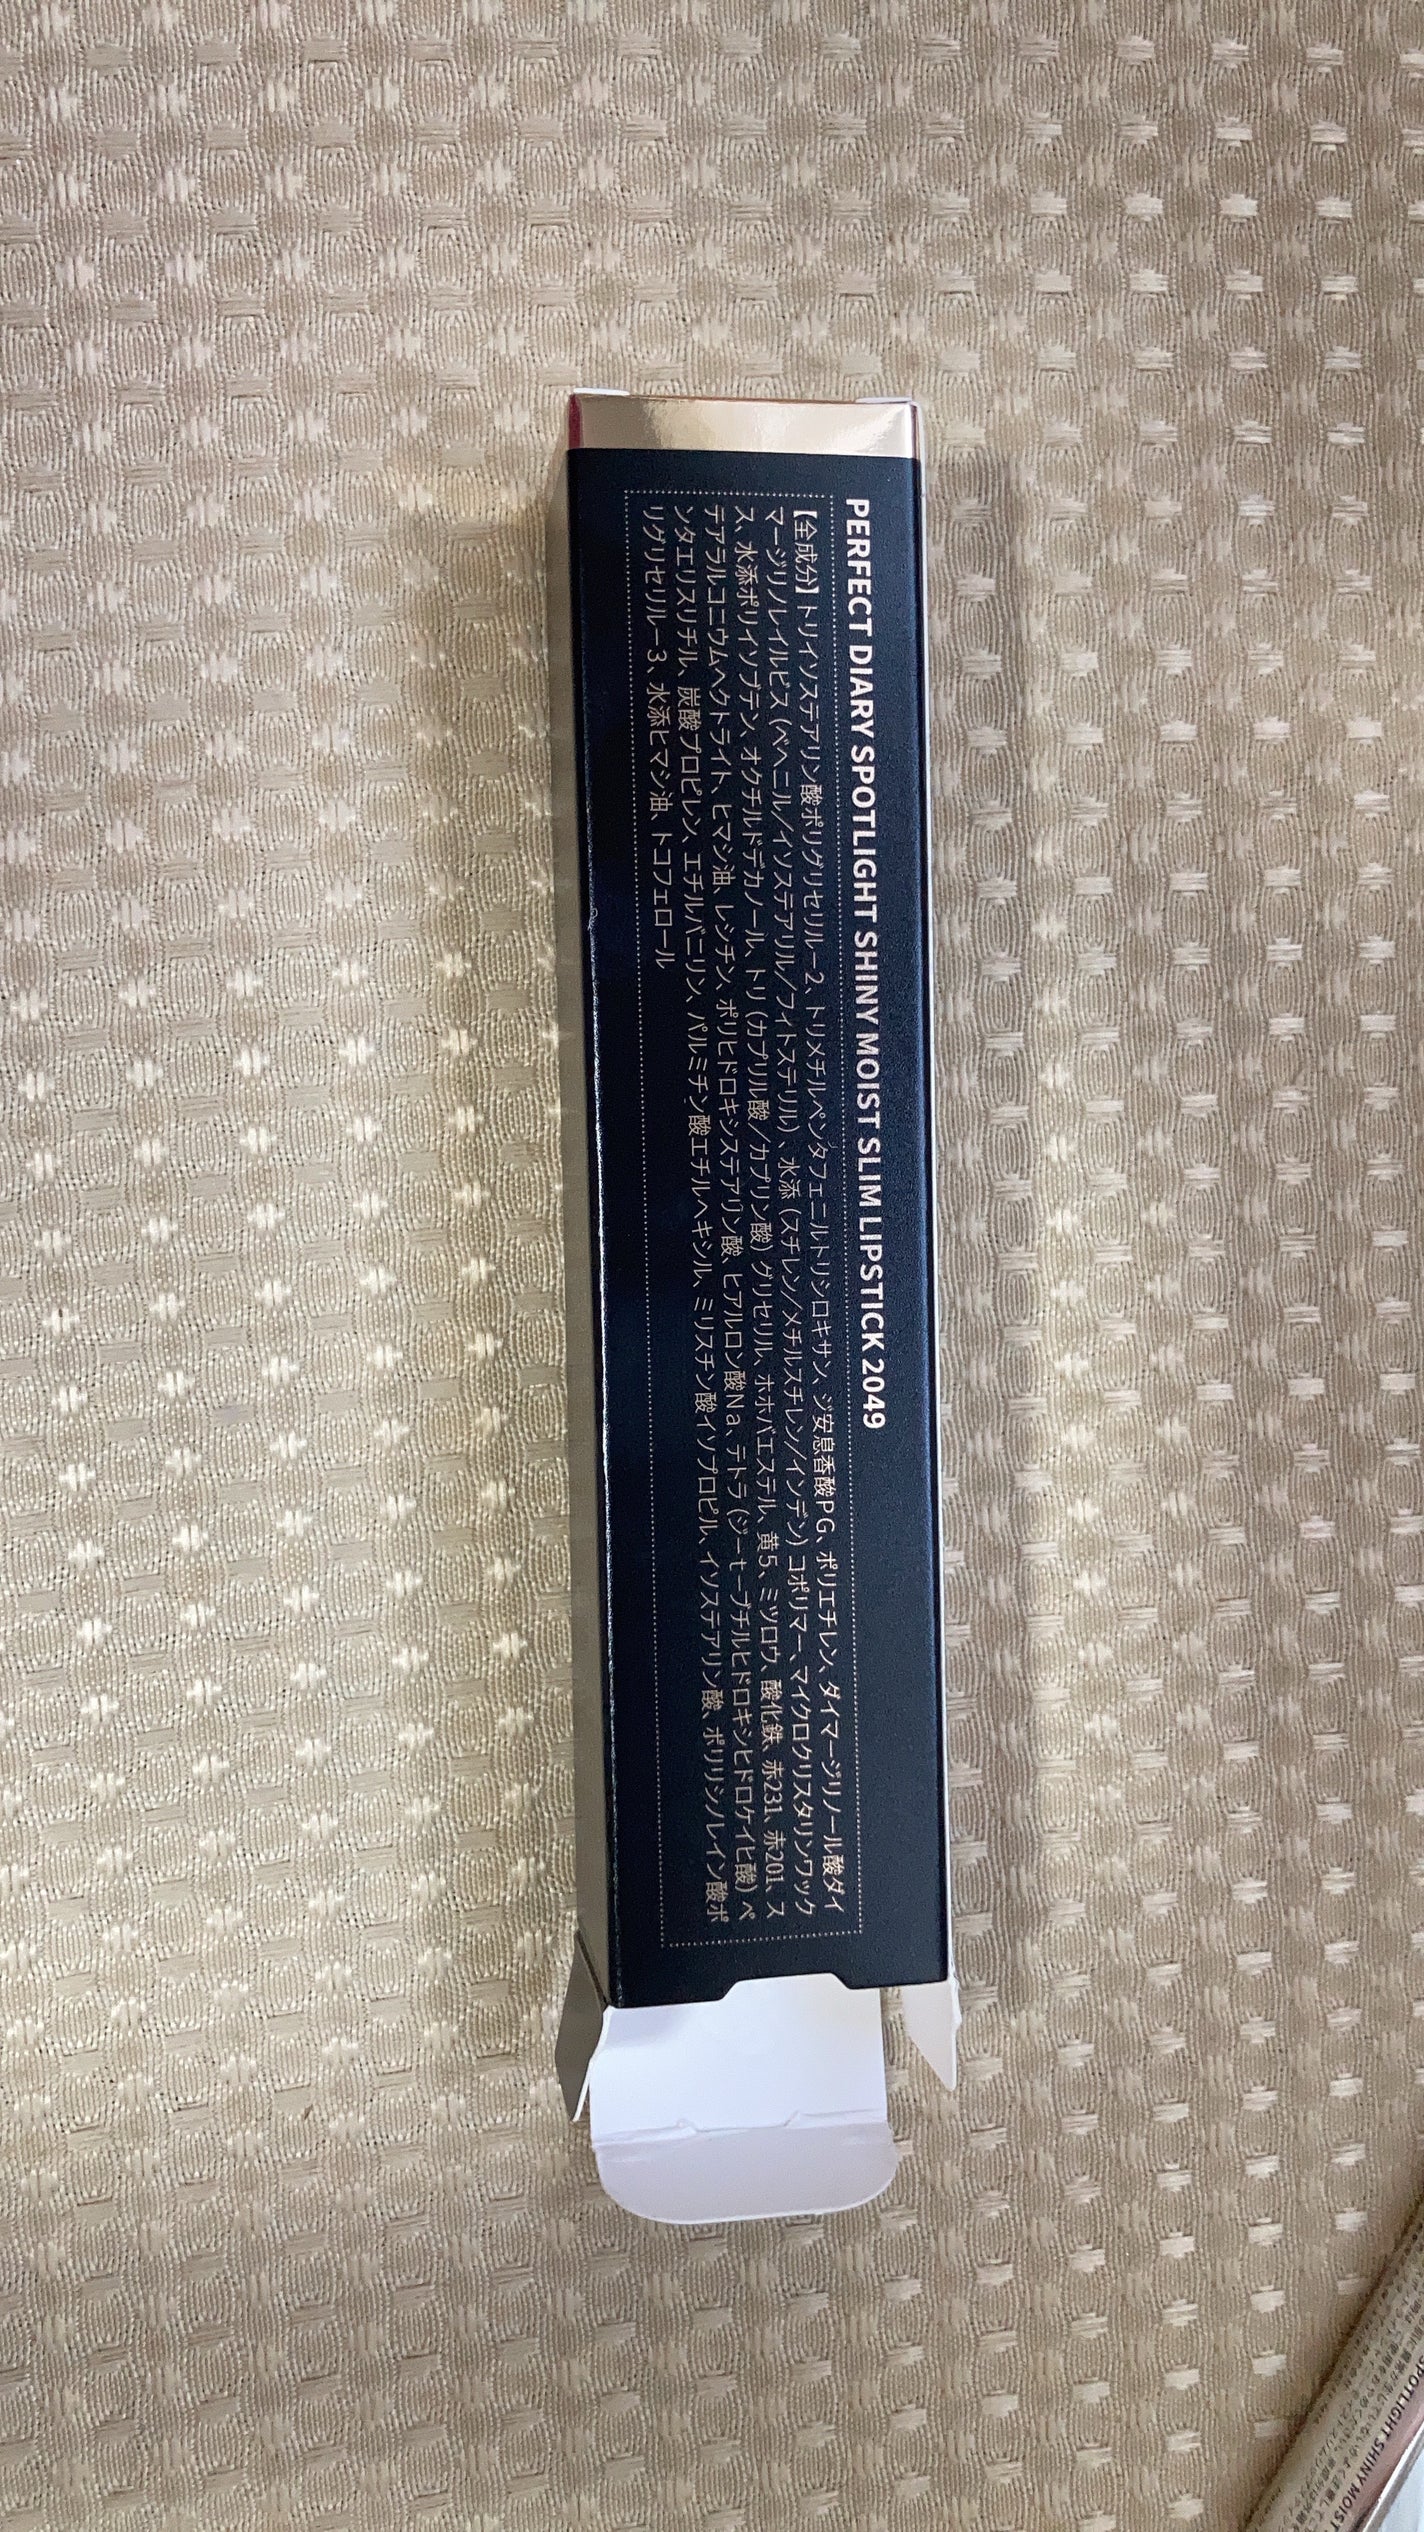 PERFECT DIARY SPOTLIGHT SHINY MOIST SLIM LIPSTICK 2049
【全成分】トリイソステアリン酸ポリグリセリルー2、トリメチルペンタフェニルトリシロキサン、ジ安息香酸PG、ポリエチレン、ダイマージリノール酸ダイ
マージリノレイルビス（ベヘニル／イソステアリル／フィトステリル）、水添（スチレン／メチルスチレン／インデン）コポリマー、マイクロクリスタリンワック
ス、水添ポリイソブテン、オクチルドデカノール、トリ（カプリル酸／カプリン酸）グリセリル、ホホバエステル、黄5、ミツロウ、酸化鉄、赤231、赤201、ス
テアラルコニウムヘクトライト、ヒマシ油、レシチン、ポリヒドロキシステアリン酸、ヒアルロン酸Na、テトラ（ジーtーブチルヒドロキシヒドロケイヒ酸）ペ
ンタエリスリチル、炭酸プロピレン、エチルバニリン、パルミチン酸エチルヘキシル、ミリスチン酸イソプロピル、イソステアリン酸、ポリリシノレイン酸ポ
リグリセリルー3、水添ヒマシ油、トコフェロール
SPOTLIGHT SHINY MOIST